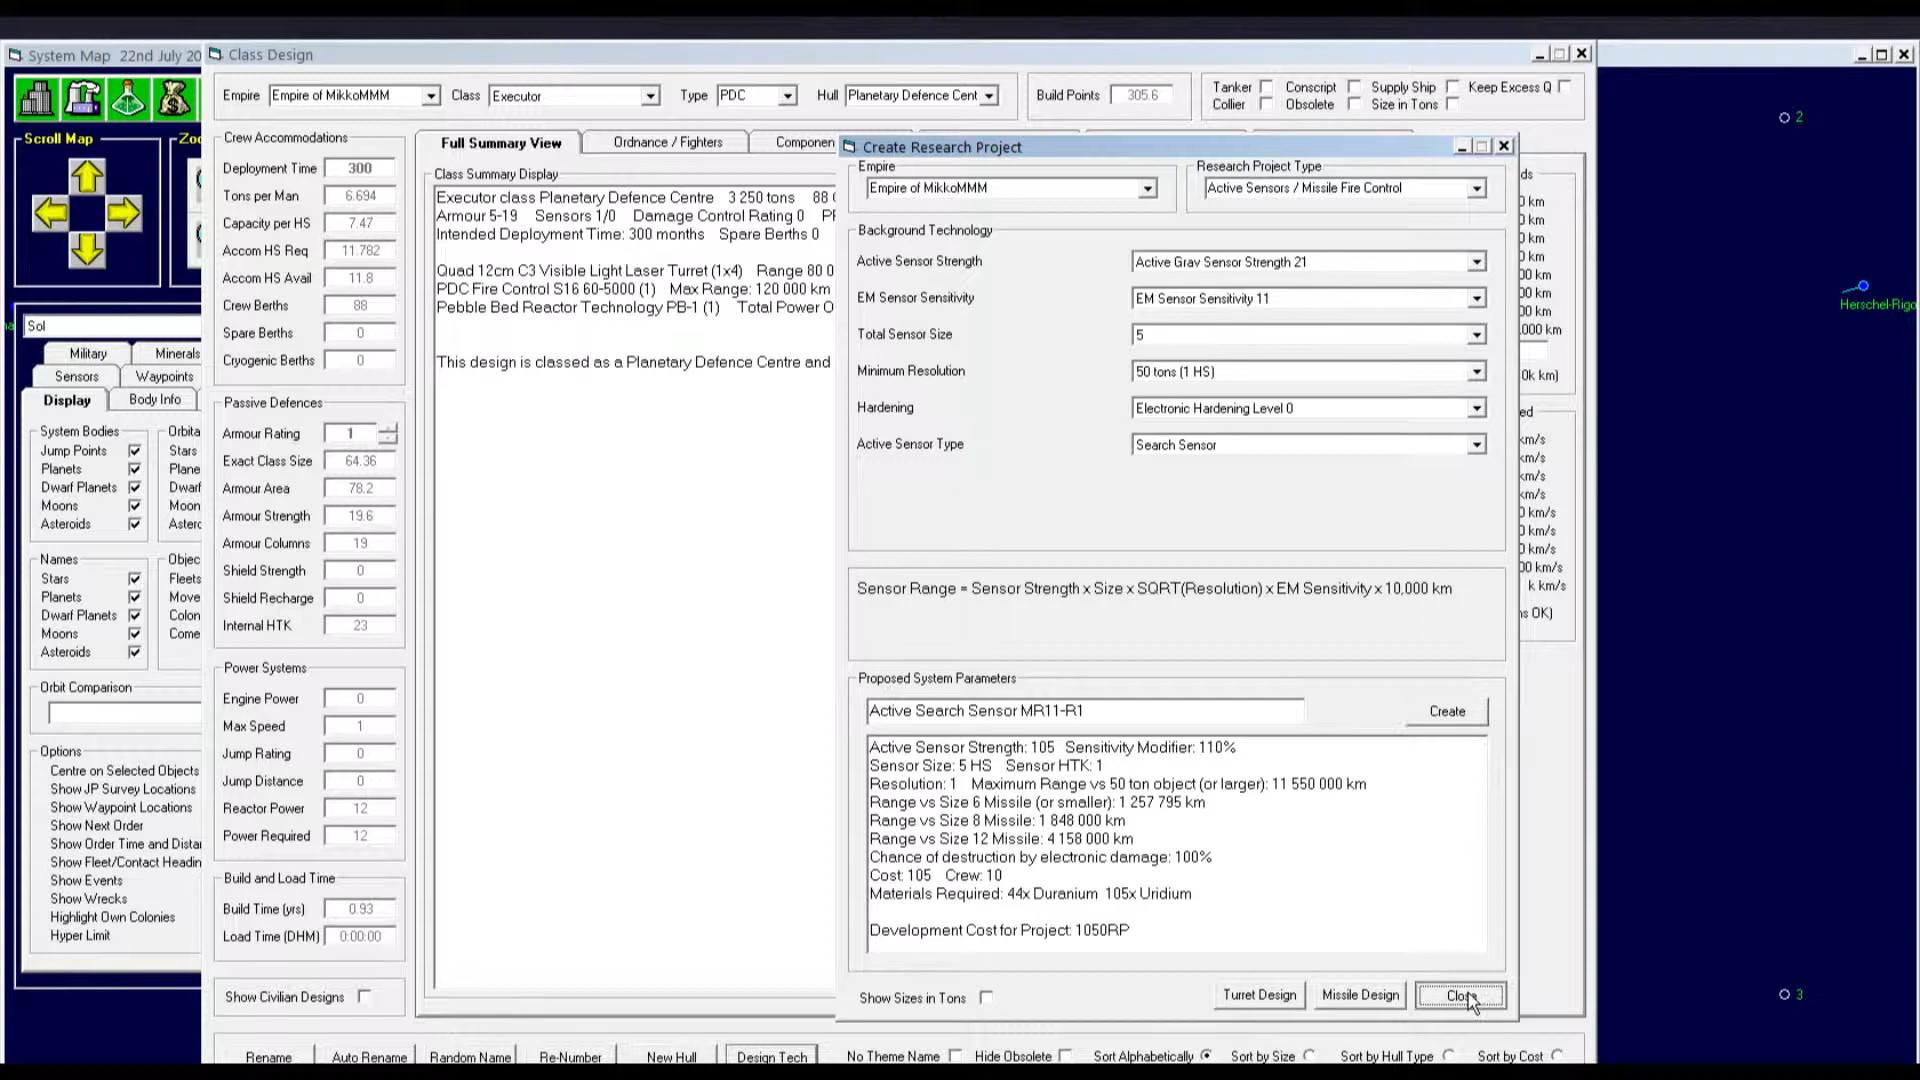 System Map 22nd July 20
Class Design
Empire Empire of MikkoMMM Class Executor Type PDC Hull Planetary Defence Cent Build Points 305.6
Tanker Conscript Supply Ship Keep Excess Q
Collier Obsolete Size in Tons
Scroll Map
Sol
Military Minerals
Sensors Waypoints
Display Body Info
System Bodies
Jump Points
Planets
Dwarf Planets
Moons
Asteroids
Stars
Names
Stars
Planets
Dwarf Planets
Moons
Asteroids
Fleets
Orbit Comparison
Options
Centre on Selected Objects
Show JP Survey Locations
Show Waypoint Locations
Show Next Order
Show Order Time and Distan
Show Fleet/Contact Headin
Show Events
Show Wrecks
Highlight Own Colonies
Hyper Limit
Crew Accommodations
Deployment Time 300
Tons per Man 6.694
Capacity per HS 7.47
Accom HS Req 11.782
Accom HS Avail 11.8
Crew Berths 88
Spare Berths 0
Cryogenic Berths 0
Passive Defences
Armour Rating 1
Exact Class Size 64.36
Armour Area 78.2
Armour Strength 19.6
Armour Columns 19
Shield Strength 0
Shield Recharge 0
Internal HTK 23
Power Systems
Engine Power 0
Max Speed 1
Jump Rating 0
Jump Distance 0
Reactor Power 12
Power Required 12
Build and Load Time
Build Time (yrs) 0.93
Load Time (DHM) 0:00:00
Show Civilian Designs
Full Summary View Ordnance / Fighters Componen
Class Summary Display
Executor class Planetary Defence Centre 3 250 tons 88 C
Armour 5-19 Sensors 1/0 Damage Control Rating 0 P
Intended Deployment Time: 300 months Spare Berths 0
Quad 12cm C3 Visible Light Laser Turret (1x4) Range 80 0
PDC Fire Control S16 60-5000 (1) Max Range: 120 000 km
Pebble Bed Reactor Technology PB-1 (1) Total Power O
This design is classed as a Planetary Defence Centre and
Create Research Project
Empire
Empire of MikkoMMM
Research Project Type
Active Sensors / Missile Fire Control
Background Technology
Active Sensor Strength Active Grav Sensor Strength 21
EM Sensor Sensitivity EM Sensor Sensitivity 11
Total Sensor Size 5
Minimum Resolution 50 tons (1 HS)
Hardening Electronic Hardening Level 0
Active Sensor Type Search Sensor
Sensor Range = Sensor Strength x Size x SQRT(Resolution) x EM Sensitivity x 10,000 km
Proposed System Parameters
Active Search Sensor MR11-R1 Create
Active Sensor Strength: 105 Sensitivity Modifier: 110%
Sensor Size: 5 HS Sensor HTK: 1
Resolution: 1 Maximum Range vs 50 ton object (or larger): 11 550 000 km
Range vs Size 6 Missile (or smaller): 1 257 795 km
Range vs Size 8 Missile: 1 848 000 km
Range vs Size 12 Missile: 4 158 000 km
Chance of destruction by electronic damage: 100%
Cost: 105 Crew: 10
Materials Required: 44x Duranium 105x Uridium
Development Cost for Project: 1050RP
Show Sizes in Tons Turret Design Missile Design
Rename Auto Rename Random Name Re-Number New Hull Design Tech No Theme Name Hide Obsolete Sort Alphabetically Sort by Size Sort by Hull Type Sort by Cost
2
Herschel-Rigo
3